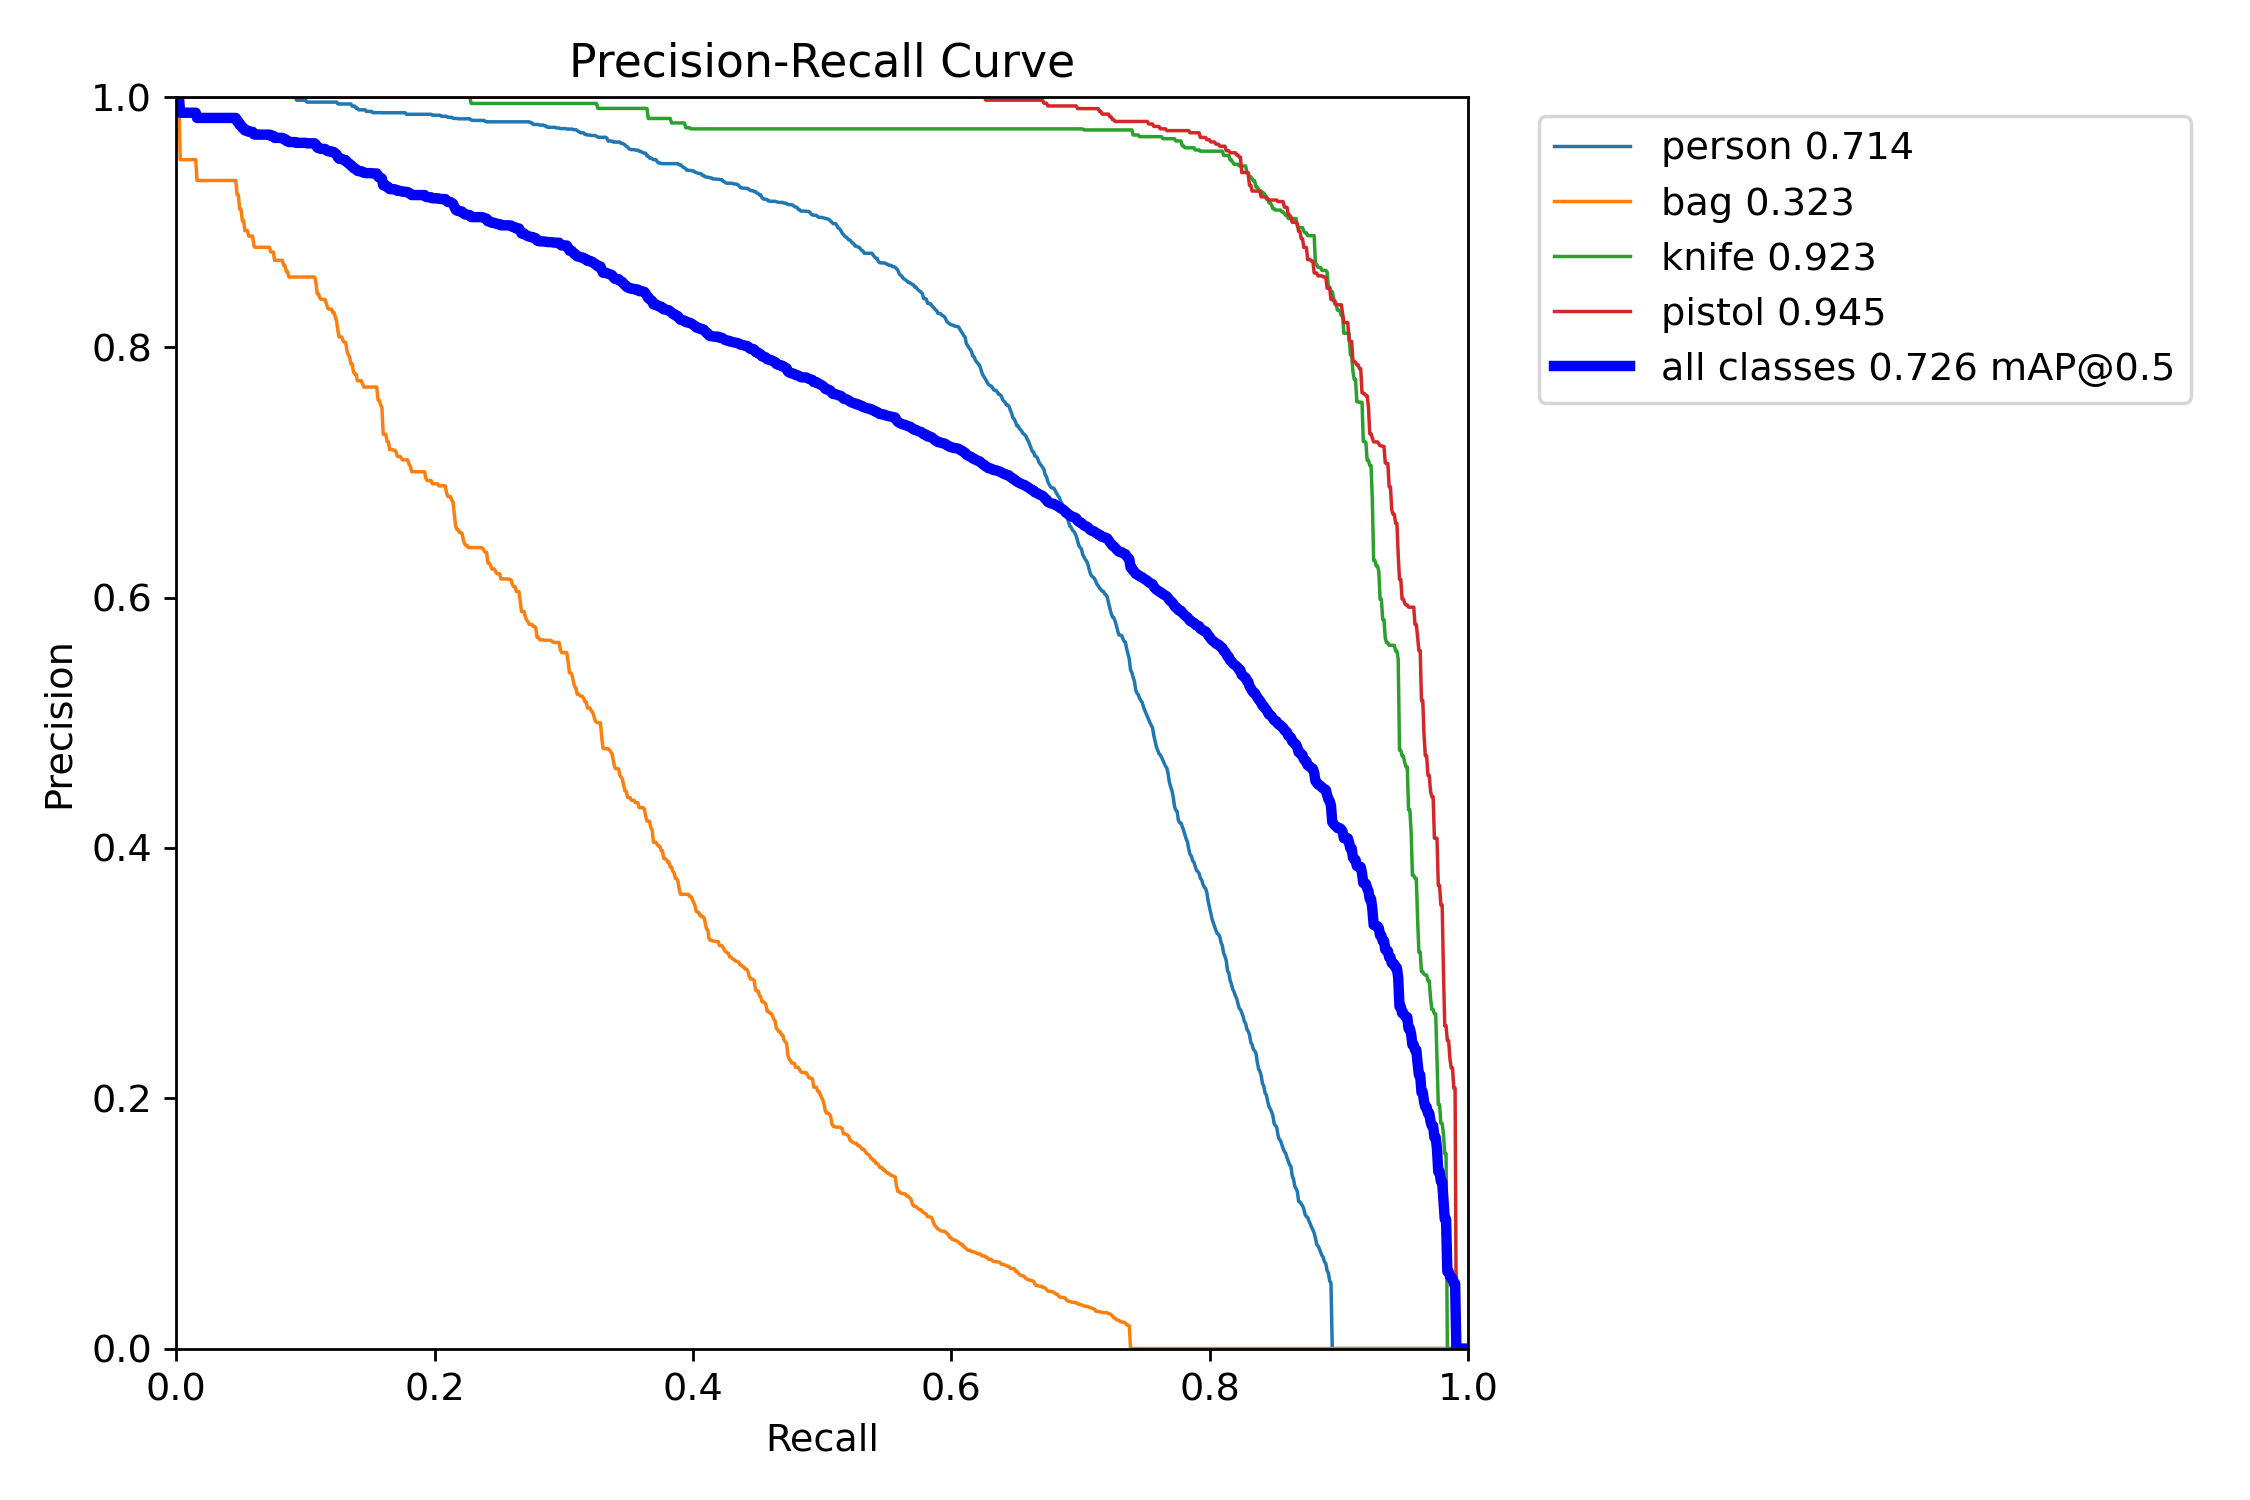 Precision-Recall Curve
1.0
0.8
0.6
0.4
0.2
0.0
Precision
0.0 0.2 0.4 0.6 0.8 1.0
Recall
person 0.714
bag 0.323
knife 0.923
pistol 0.945
all classes 0.726 mAP@0.5